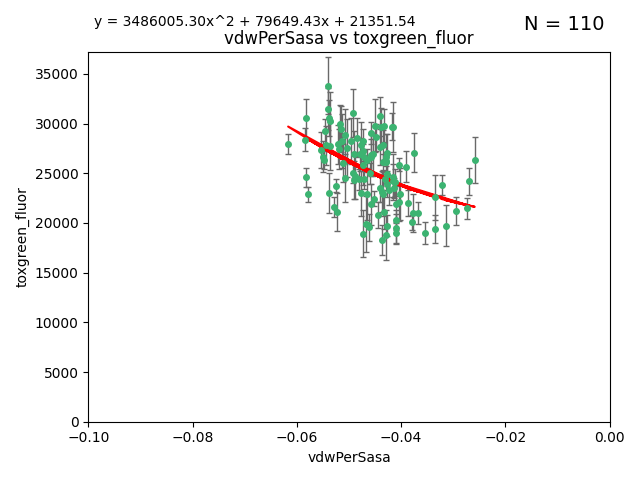 y = 3486005.30x^2 + 79649.43x + 21351.54
N = 110
vdwPerSasa vs toxgreen_fluor
35000
30000
25000
20000
15000
10000
5000
0
toxgreen_fluor
−0.10
−0.08
−0.06
−0.04
−0.02
0.00
vdwPerSasa